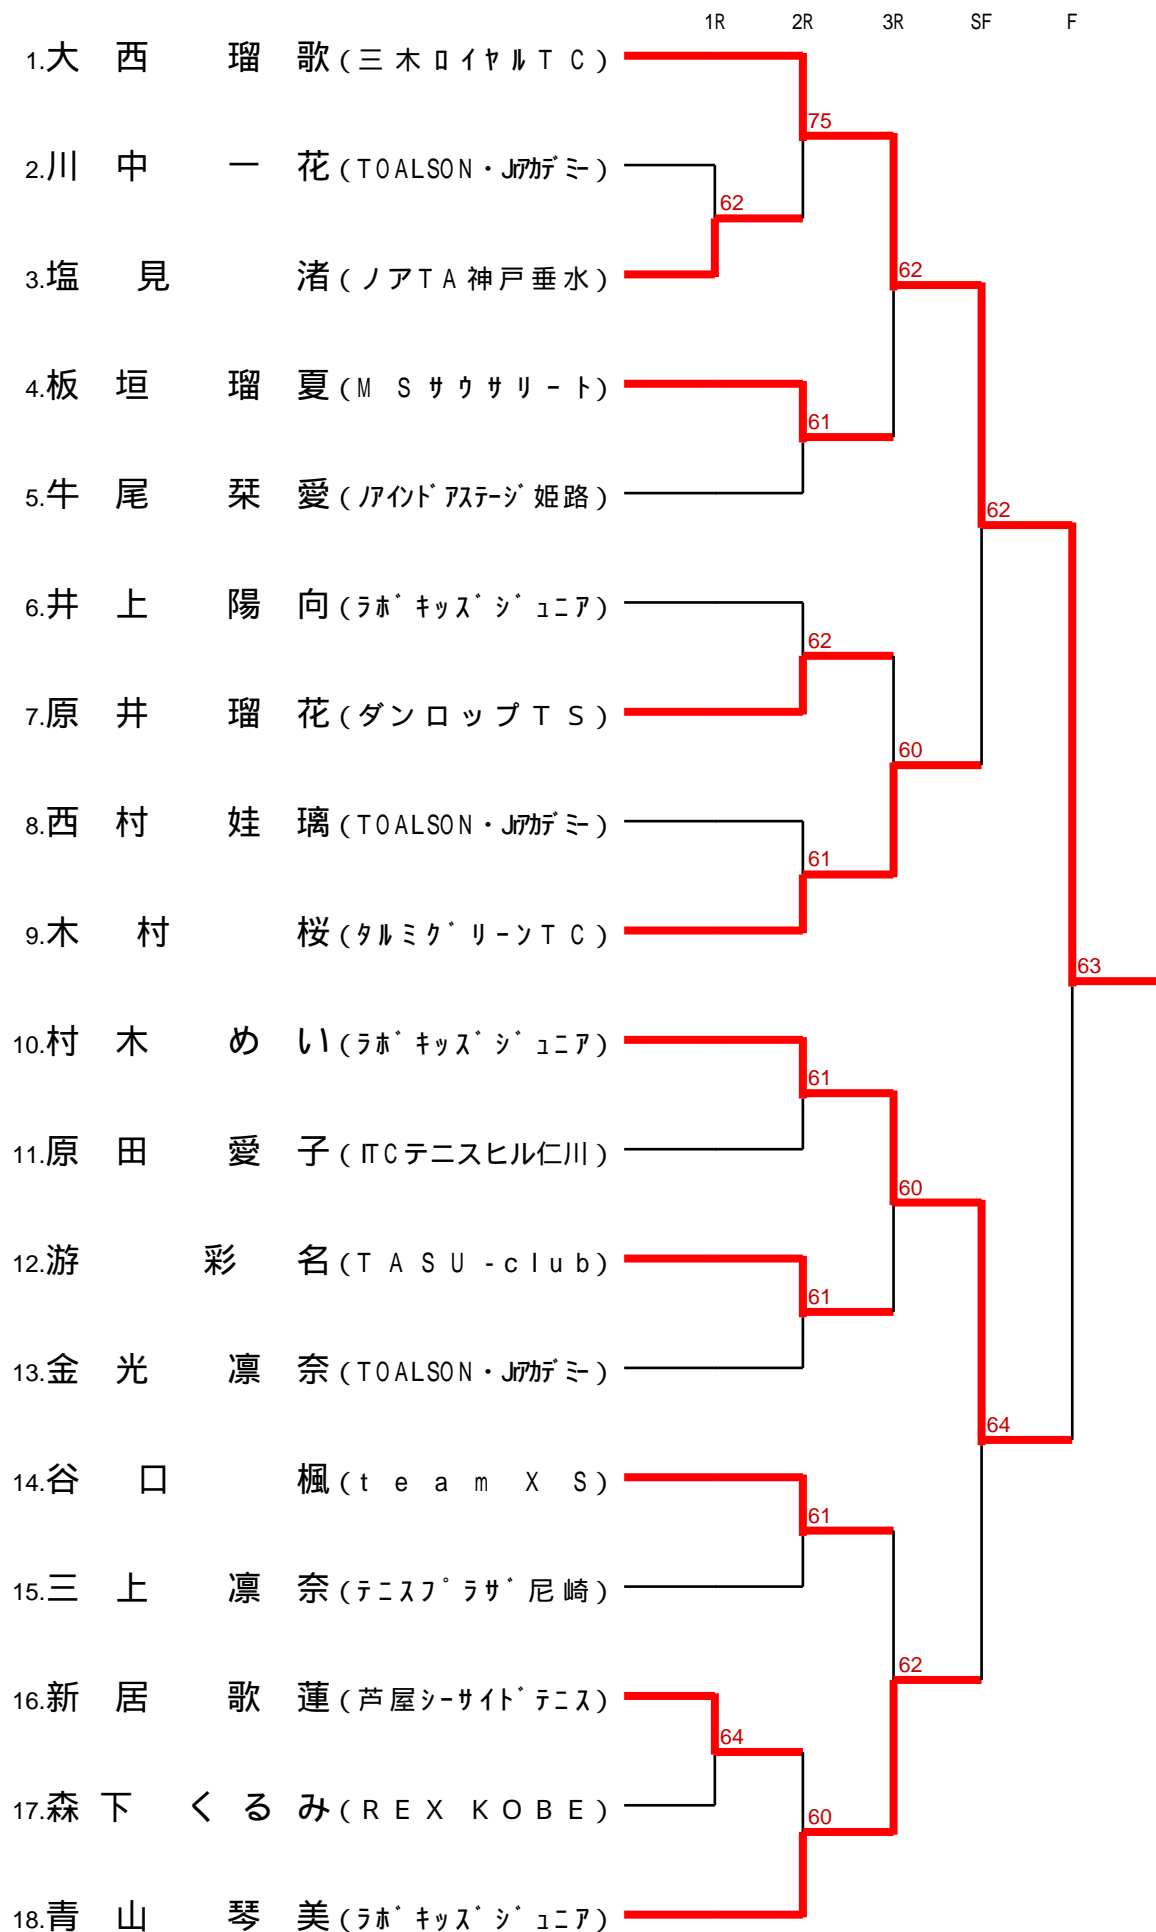 1R 2R 3R SF F
1.大西 瑠歌(三木ロイヤルTC)
75
2.川中 一花(TOALSON・Jrアカデミー)
62
3.塩見 渚(ノアTA神戸垂水)
62
4.板垣 瑠夏(MSサウサリート)
61
5.牛尾 栞愛(ノアインドアステージ姫路)
62
6.井上 陽向(ラボキッズジュニア)
62
7.原井 瑠花(ダンロップTS)
60
8.西村 娃璃(TOALSON・Jrアカデミー)
61
9.木村 桜(タルミグリーンTC)
63
10.村木 めい(ラボキッズジュニア)
61
11.原田 愛子(ITCテニスヒル仁川)
60
12.游 彩名(TASU-club)
61
13.金光 凛奈(TOALSON・Jrアカデミー)
64
14.谷口 楓(team XS)
61
15.三上 凛奈(テニスプラザ尼崎)
62
16.新居 歌蓮(芦屋シーサイドテニス)
64
17.森下 くるみ(REX KOBE)
60
18.青山 琴美(ラボキッズジュニア)